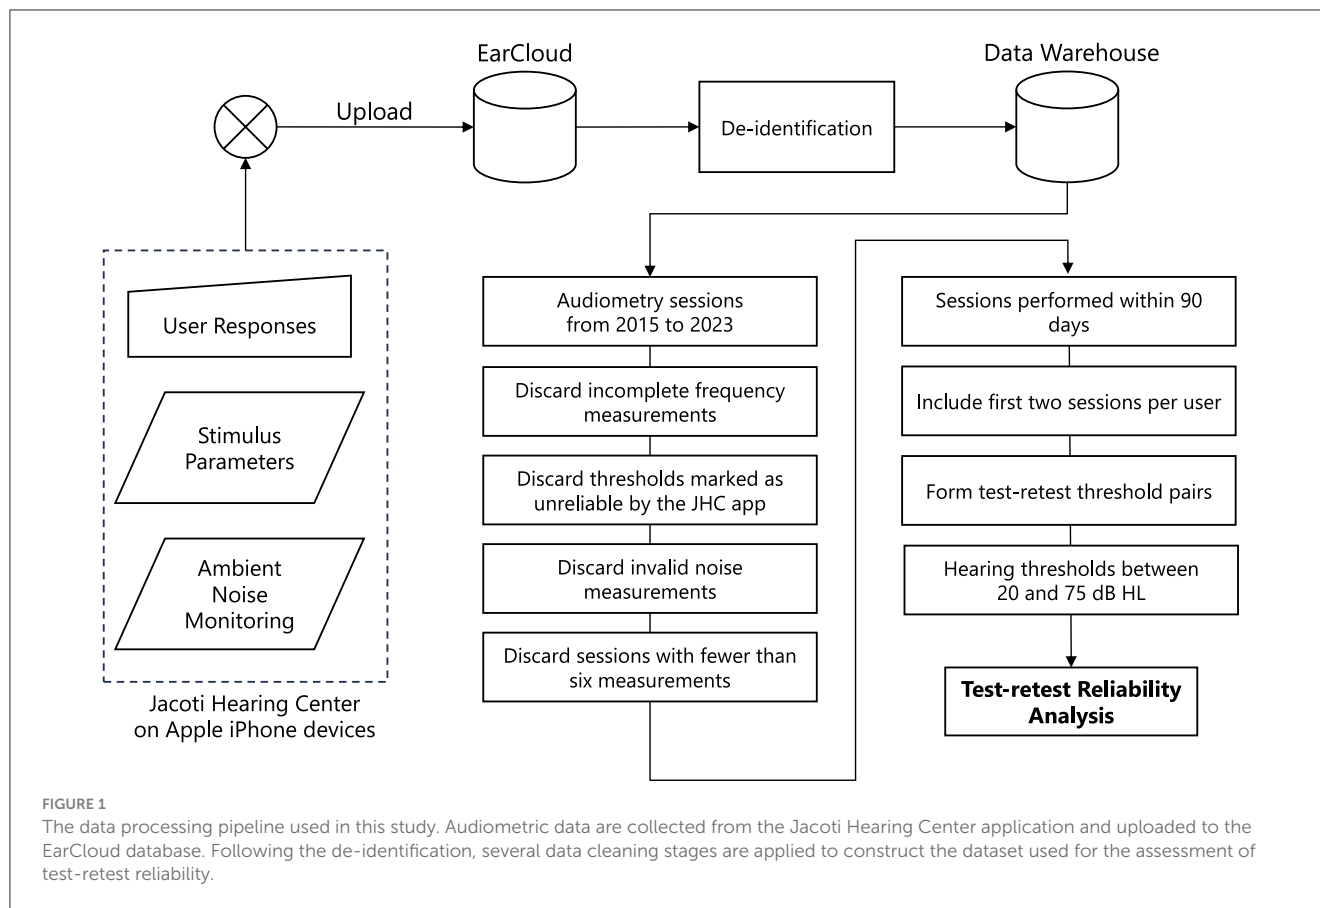 EarCloud
Data Warehouse
Upload
De-identification
User Responses
Stimulus
Parameters
Ambient
Noise
Monitoring
Jacoti Hearing Center
on Apple iPhone devices
Audiometry sessions
from 2015 to 2023
Discard incomplete frequency
measurements
Discard thresholds marked as
unreliable by the JHC app
Discard invalid noise
measurements
Discard sessions with fewer than
six measurements
Sessions performed within 90
days
Include first two sessions per user
Form test-retest threshold pairs
Hearing thresholds between
20 and 75 dB HL
Test-retest Reliability
Analysis
FIGURE 1
The data processing pipeline used in this study. Audiometric data are collected from the Jacoti Hearing Center application and uploaded to the
EarCloud database. Following the de-identification, several data cleaning stages are applied to construct the dataset used for the assessment of
test-retest reliability.